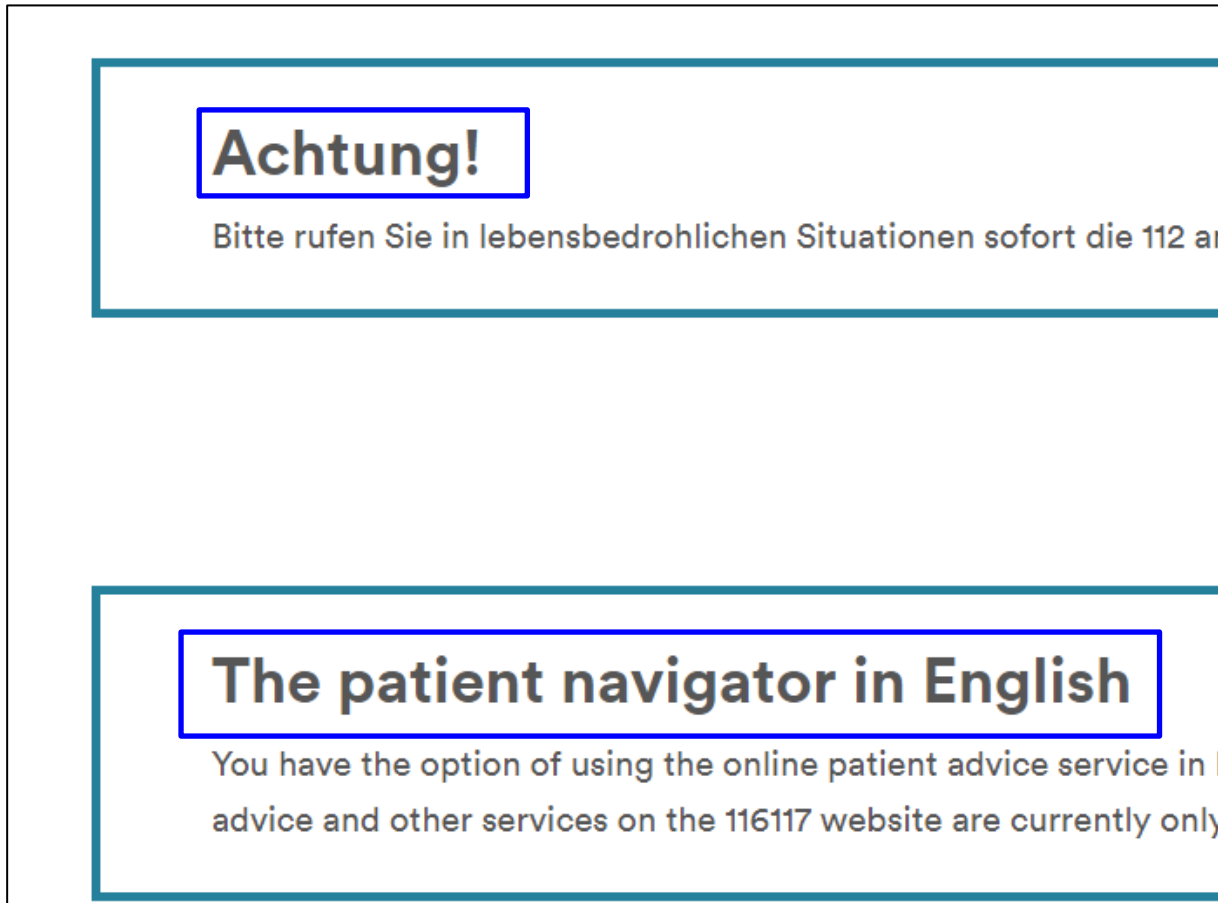 Achtung!
Bitte rufen Sie in lebensbedrohlichen Situationen sofort die 112
The patient navigator in English
You have the option of using the online patient advice service in
advice and other services on the 116117 website are currently only